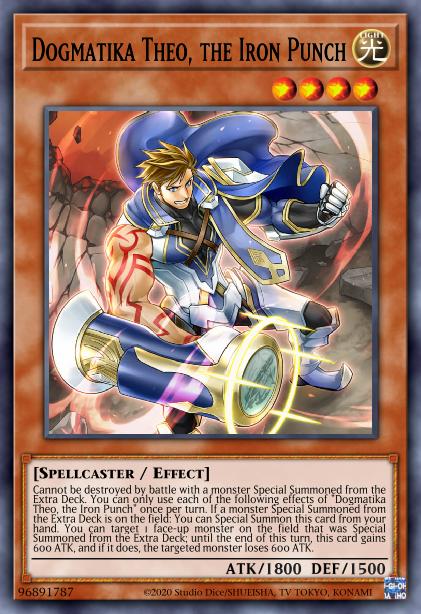 DOGMATIKA THEO, THE IRON PUNCH
LIGHT
光
[SPELLCASTER / EFFECT]
Cannot be destroyed by battle with a monster Special Summoned from
the Extra Deck. You can only use each of the following effects of "Dogmatika
Theo, the Iron Punch" once per turn. If a monster Special Summoned from
the Extra Deck is on the field: You can Special Summon this card from your
hand. You can target 1 face-up monster on the field that was Special
Summoned from the Extra Deck; until the end of this turn, this card gains
600 ATK, and if it does, the targeted monster loses 600 ATK.
ATK/1800 DEF/1500
96891787
©2020 Studio Dice/SHUEISHA, TV TOKYO, KONAMI